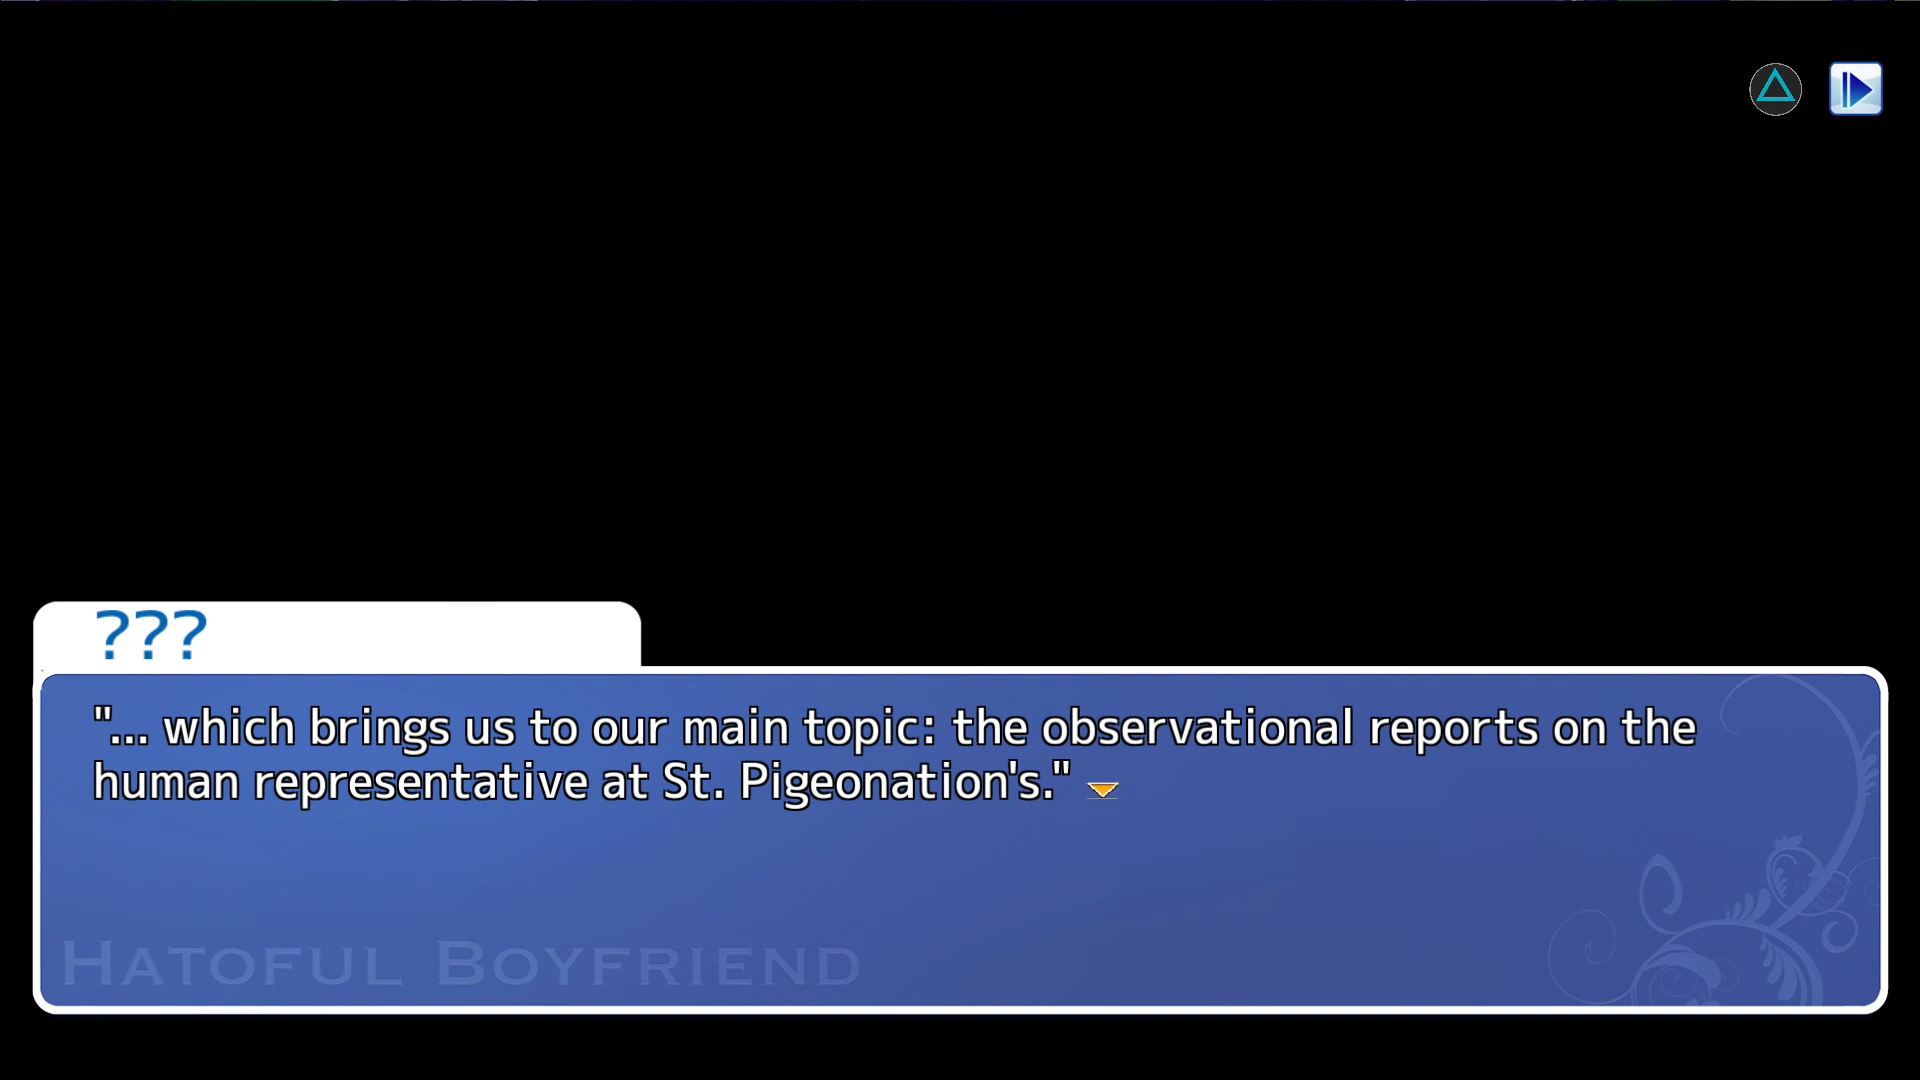 ???
"... which brings us to our main topic: the observational reports on the
human representative at St. Pigeonation's."
HATOFUL BOYFRIEND